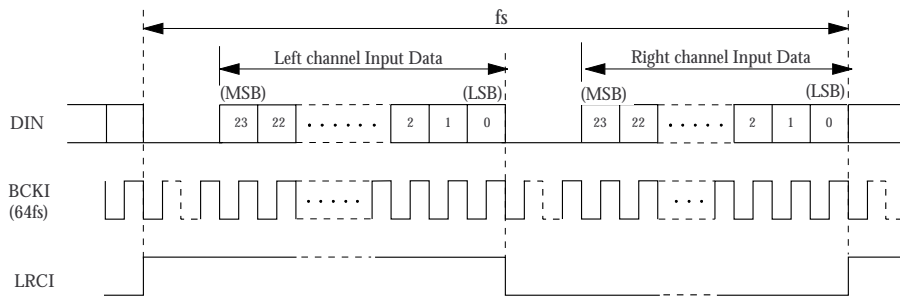 fs
Left channel Input Data
Right channel Input Data
(MSB) (LSB) (MSB) (LSB)
DIN 23 22 2 1 0 23 22 2 1 0
BCKI
(64fs)
LRCI